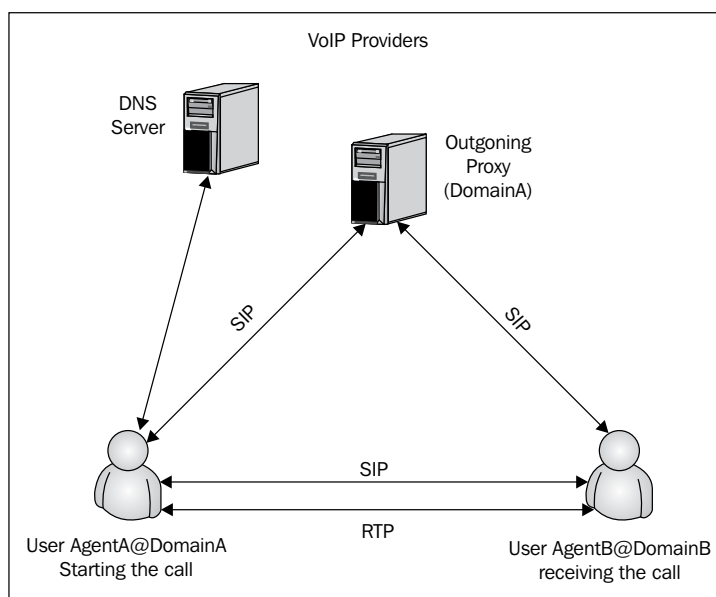 VoIP Providers
DNS
Server
Outgoning
Proxy
(DomainA)
SIP
SIP
SIP
RTP
User AgentA@DomainA
Starting the call
User AgentB@DomainB
receiving the call